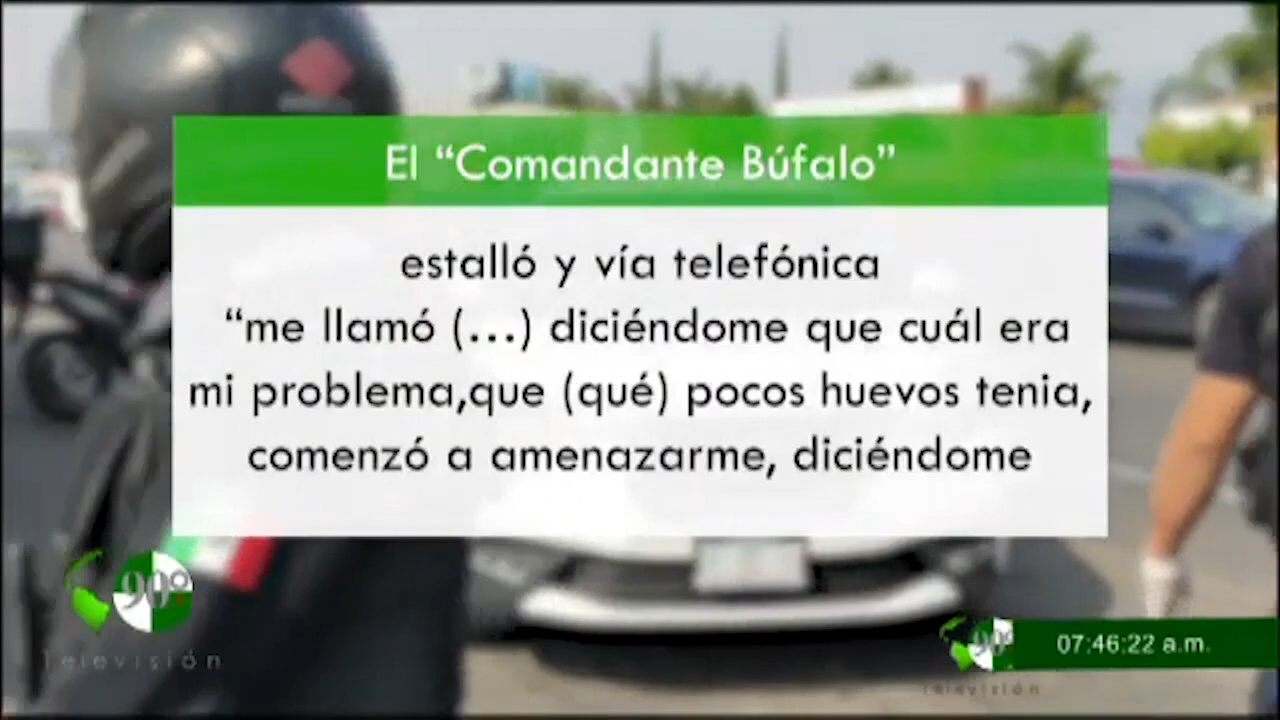 El “Comandante Búfalo”
estalló y vía telefónica
“me llamó (...) diciéndome que cuál era
mi problema,que (qué) pocos huevos tenia,
comenzó a amenazarme, diciéndome
90°
Televisión
90°
07:46:22 a.m.
Televisión